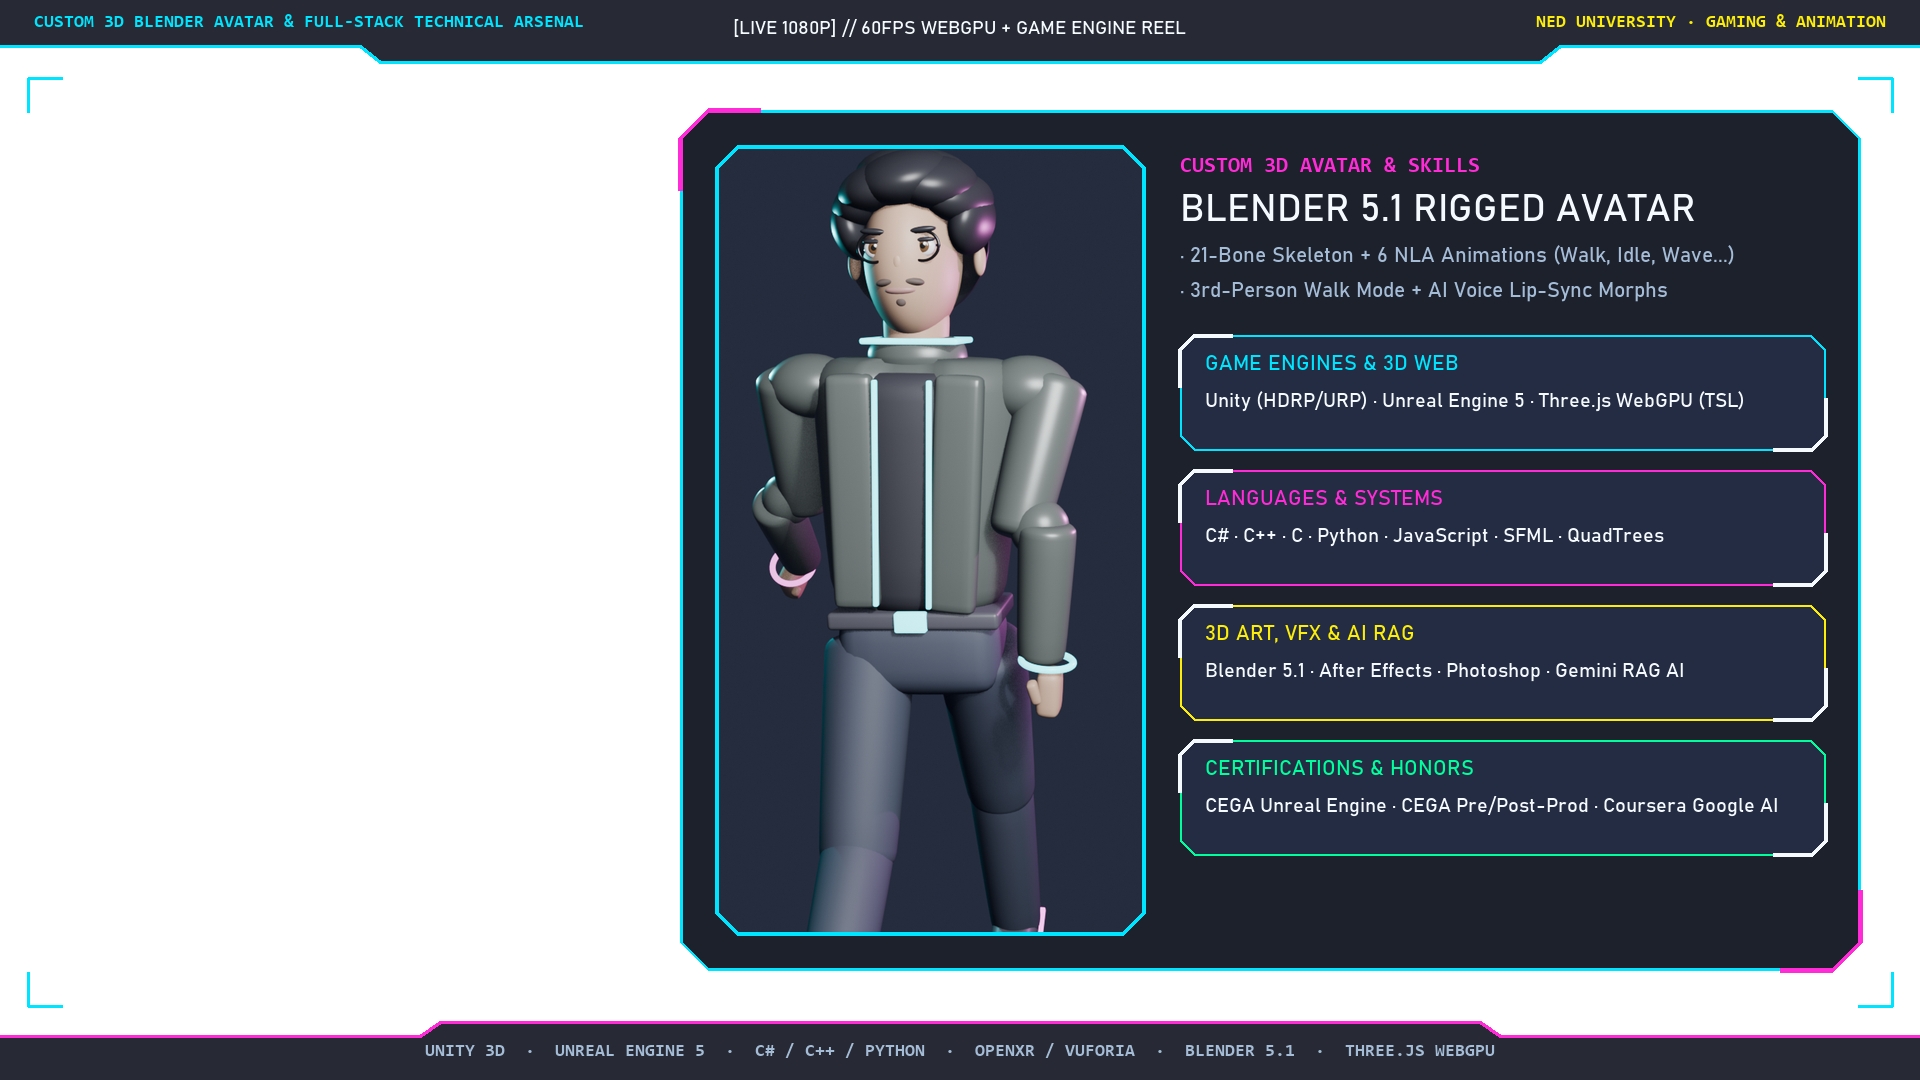 CUSTOM 3D BLENDER AVATAR & FULL-STACK TECHNICAL ARSENAL
[LIVE 1080P] // 60FPS WEBGPU + GAME ENGINE REEL
NED UNIVERSITY · GAMING & ANIMATION
CUSTOM 3D AVATAR & SKILLS
BLENDER 5.1 RIGGED AVATAR
· 21-Bone Skeleton + 6 NLA Animations (Walk, Idle, Wave...)
· 3rd-Person Walk Mode + AI Voice Lip-Sync Morphs
GAME ENGINES & 3D WEB
Unity (HDRP/URP) · Unreal Engine 5 · Three.js WebGPU (TSL)
LANGUAGES & SYSTEMS
C# · C++ · C · Python · JavaScript · SFML · QuadTrees
3D ART, VFX & AI RAG
Blender 5.1 · After Effects · Photoshop · Gemini RAG AI
CERTIFICATIONS & HONORS
CEGA Unreal Engine · CEGA Pre/Post-Prod · Coursera Google AI
UNITY 3D · UNREAL ENGINE 5 · C# / C++ / PYTHON · OPENXR / VUFORIA · BLENDER 5.1 · THREE.JS WEBGPU